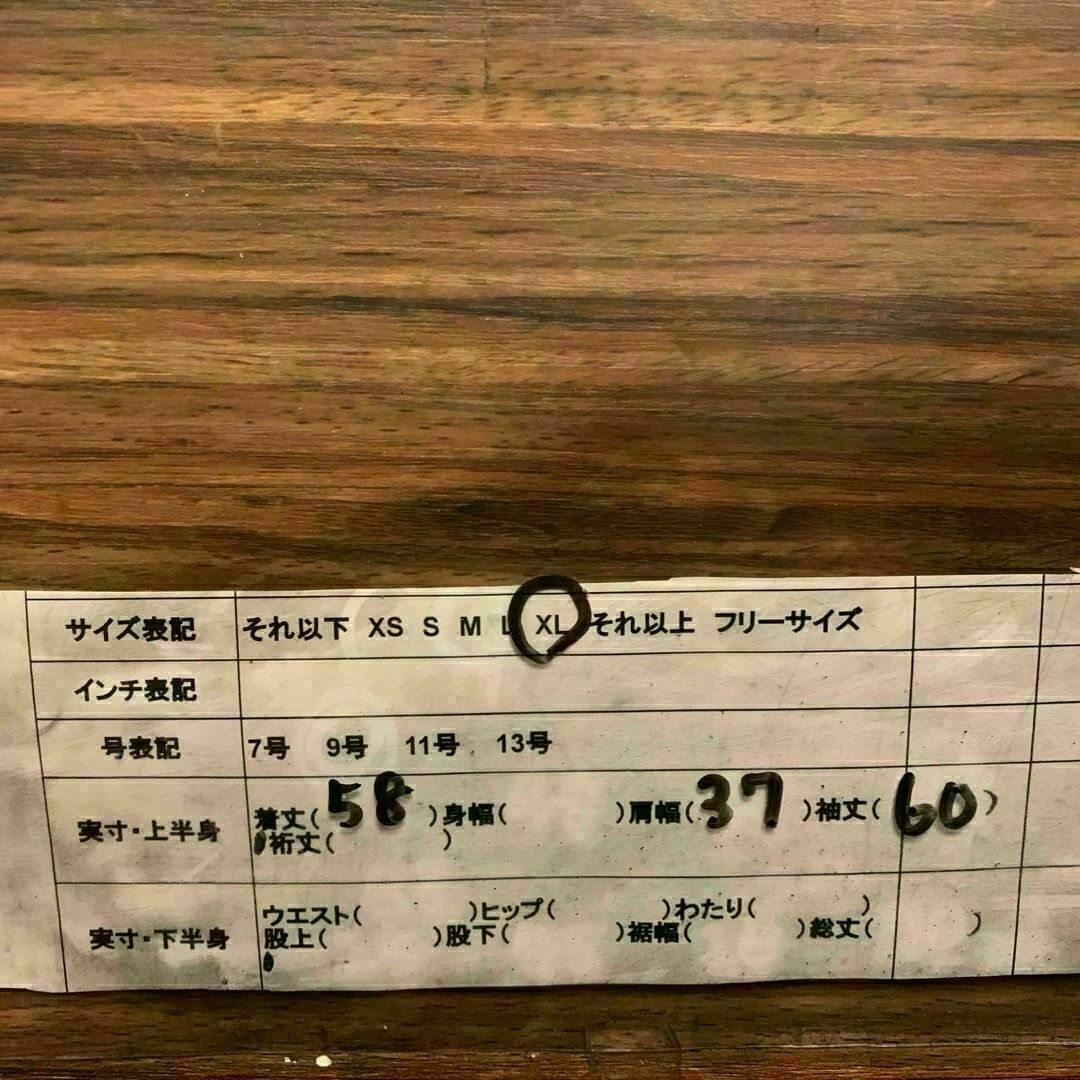 サイズ表記 それ以下 XS S M L XL それ以上 フリーサイズ
インチ表記
号表記 7号 9号 11号 13号
実寸・上半身 着丈(58)身幅( )肩幅(37)袖丈(60)
裄丈( )
実寸・下半身 ウエスト( )ヒップ( )わたり( )
股上( )股下( )裾幅( )総丈( )